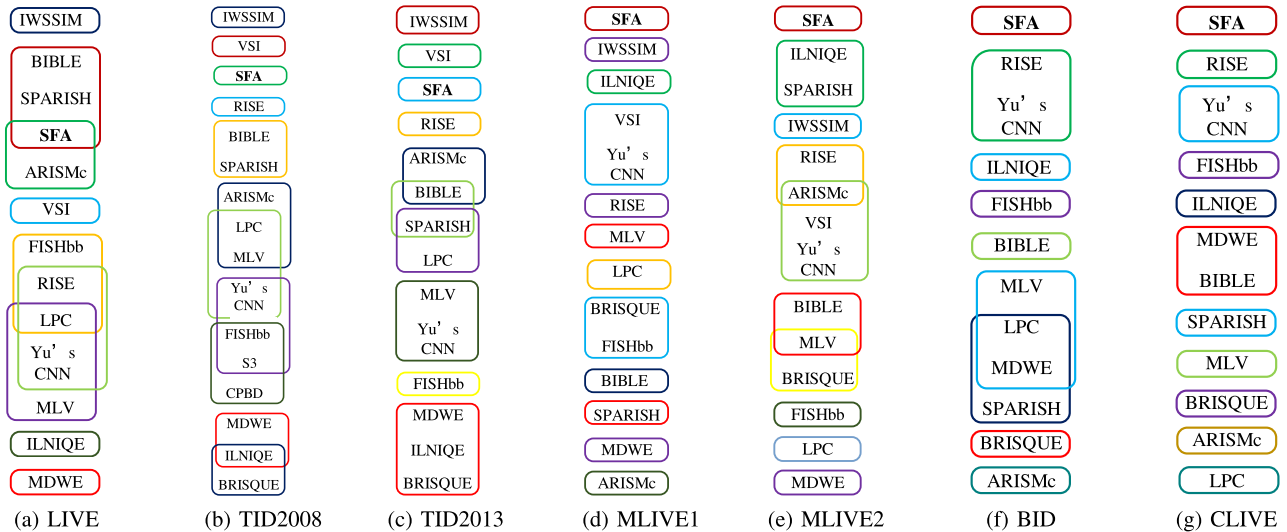 IWSSIM
BIBLE
SPARISH
SFA
ARISMc
VSI
FISHbb
RISE
LPC
Yu’s
CNN
MLV
ILNIQE
MDWE
(a) LIVE
IWSSIM
VSI
SFA
RISE
BIBLE
SPARISH
ARISMc
LPC
MLV
Yu’s
CNN
FISHbb
S3
CPBD
MDWE
ILNIQE
BRISQUE
(b) TID2008
IWSSIM
VSI
SFA
RISE
ARISMc
BIBLE
SPARISH
LPC
MLV
Yu’s
CNN
FISHbb
MDWE
ILNIQE
BRISQUE
(c) TID2013
SFA
IWSSIM
ILNIQE
VSI
Yu’s
CNN
RISE
MLV
LPC
BRISQUE
FISHbb
BIBLE
SPARISH
MDWE
ARISMc
(d) MLIVE1
SFA
ILNIQE
SPARISH
IWSSIM
RISE
ARISMc
VSI
Yu’s
CNN
BIBLE
MLV
BRISQUE
FISHbb
LPC
MDWE
(e) MLIVE2
SFA
RISE
Yu’s
CNN
ILNIQE
FISHbb
BIBLE
MLV
LPC
MDWE
SPARISH
BRISQUE
ARISMc
(f) BID
SFA
RISE
Yu’s
CNN
FISHbb
ILNIQE
MDWE
BIBLE
SPARISH
MLV
BRISQUE
ARISMc
LPC
(g) CLIVE